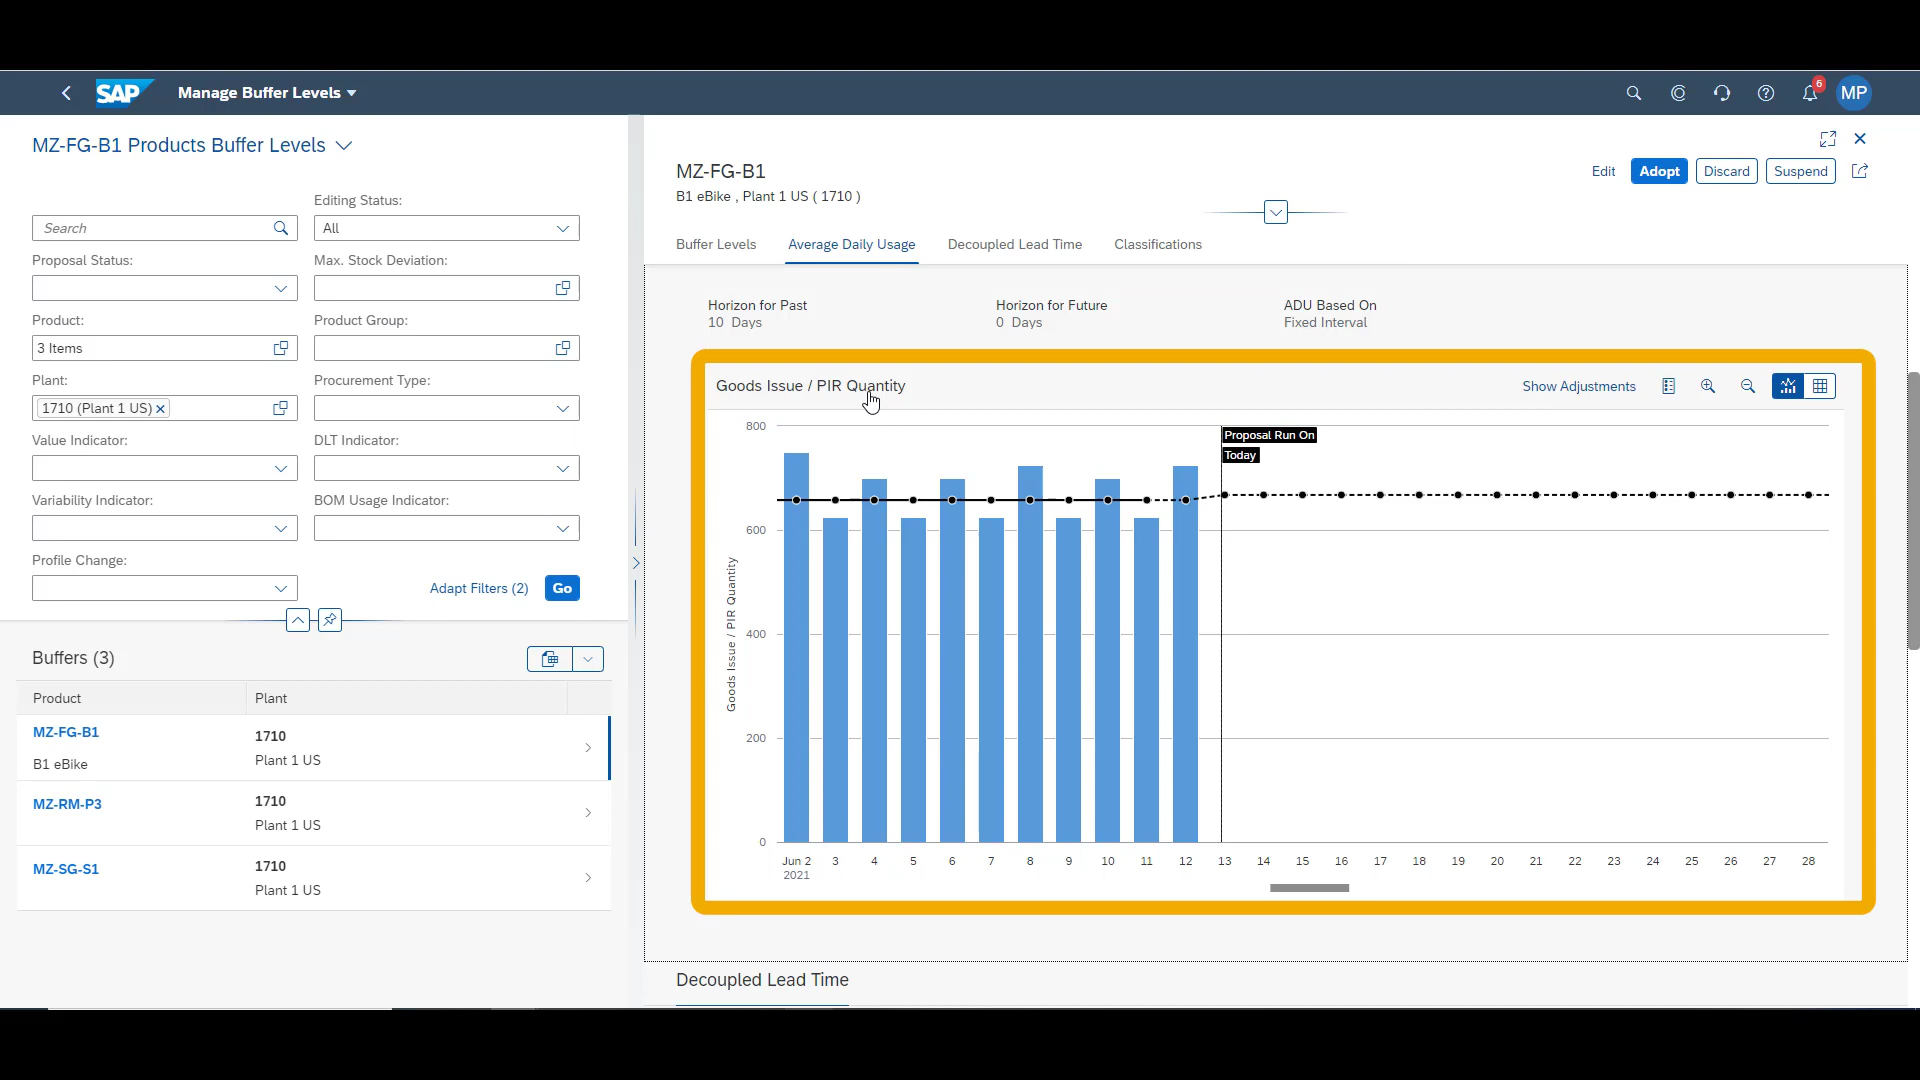 SAP
Manage Buffer Levels
6
MP
MZ-FG-B1 Products Buffer Levels
Editing Status:
Search
All
Proposal Status:
Max. Stock Deviation:
Product:
Product Group:
3 Items
Plant:
Procurement Type:
1710 (Plant 1 US)
Value Indicator:
DLT Indicator:
Variability Indicator:
BOM Usage Indicator:
Profile Change:
Adapt Filters (2)
Go
Buffers (3)
Product
Plant
MZ-FG-B1
1710
B1 eBike
Plant 1 US
MZ-RM-P3
1710
Plant 1 US
MZ-SG-S1
1710
Plant 1 US
MZ-FG-B1
B1 eBike , Plant 1 US ( 1710 )
Edit
Adopt
Discard
Suspend
Buffer Levels
Average Daily Usage
Decoupled Lead Time
Classifications
Horizon for Past
10 Days
Horizon for Future
0 Days
ADU Based On
Fixed Interval
Goods Issue / PIR Quantity
Show Adjustments
Goods Issue / PIR Quantity
800
600
400
200
0
Proposal Run On
Today
Jun 2 3 4 5 6 7 8 9 10 11 12 13 14 15 16 17 18 19 20 21 22 23 24 25 26 27 28
2021
Decoupled Lead Time